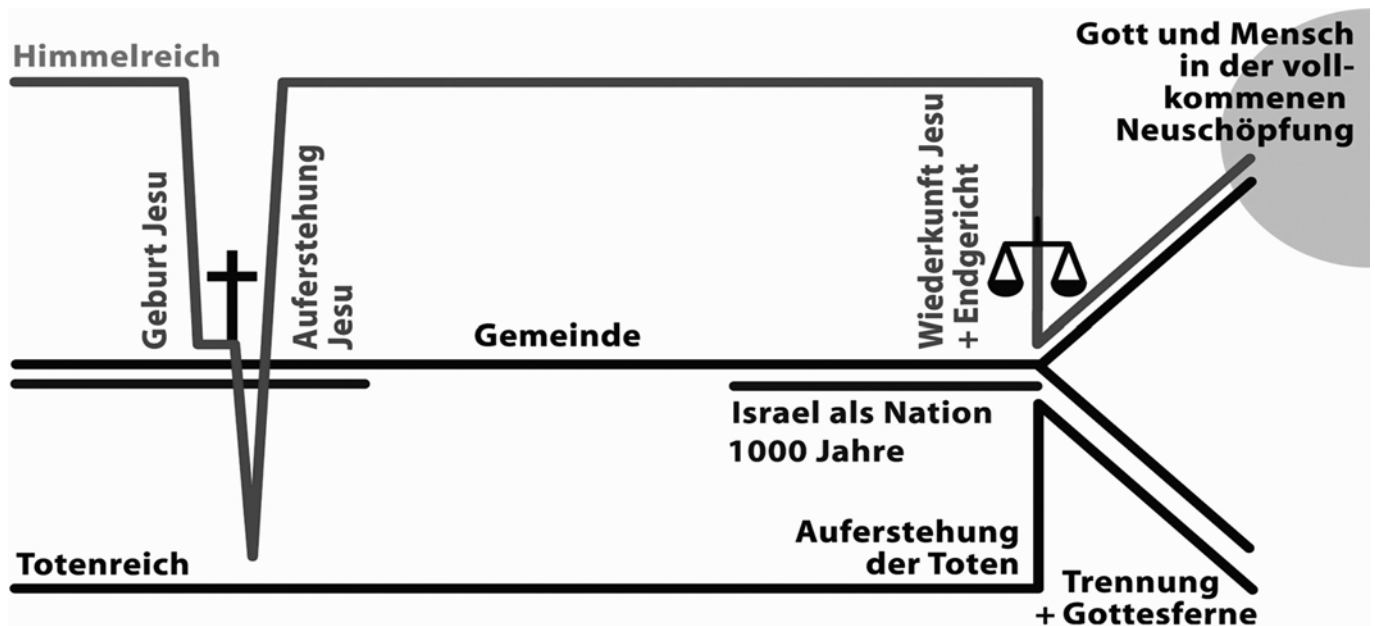 Himmelreich
Geburt Jesu
Auferstehung
Jesu
Gemeinde
Wiederkunft Jesu
+ Endgericht
Gott und Mensch
in der voll-
kommenen
Neuschöpfung
Israel als Nation
1000 Jahre
Totenreich
Auferstehung
der Toten
Trennung
+ Gottesferne